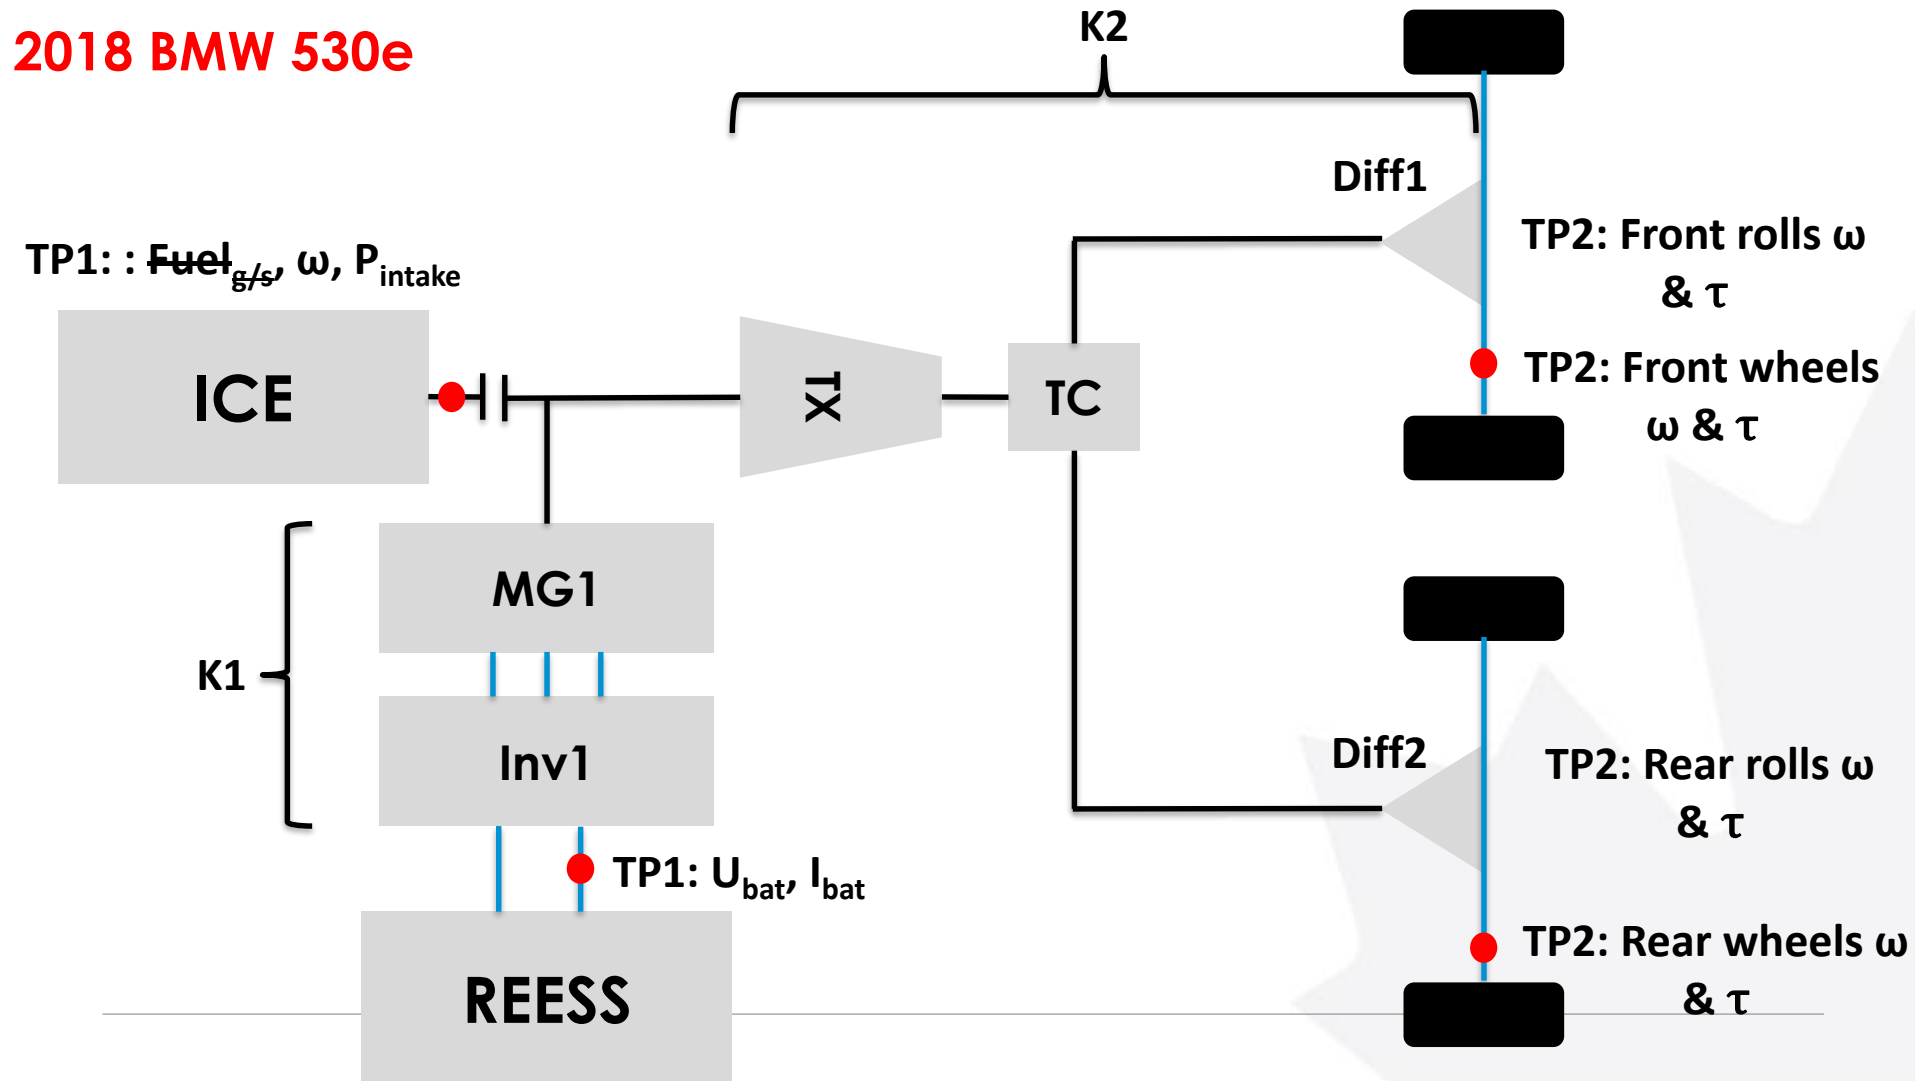 2018 BMW 530e
K2
Diff1
TP1: : Fuel g/s, ω, Pintake
TP2: Front rolls ω
& τ
ICE
TX
TC
TP2: Front wheels
ω & τ
MG1
K1
Inv1
Diff2
TP2: Rear rolls ω
& τ
TP1: Ubat, Ibat
TP2: Rear wheels ω
& τ
REESS